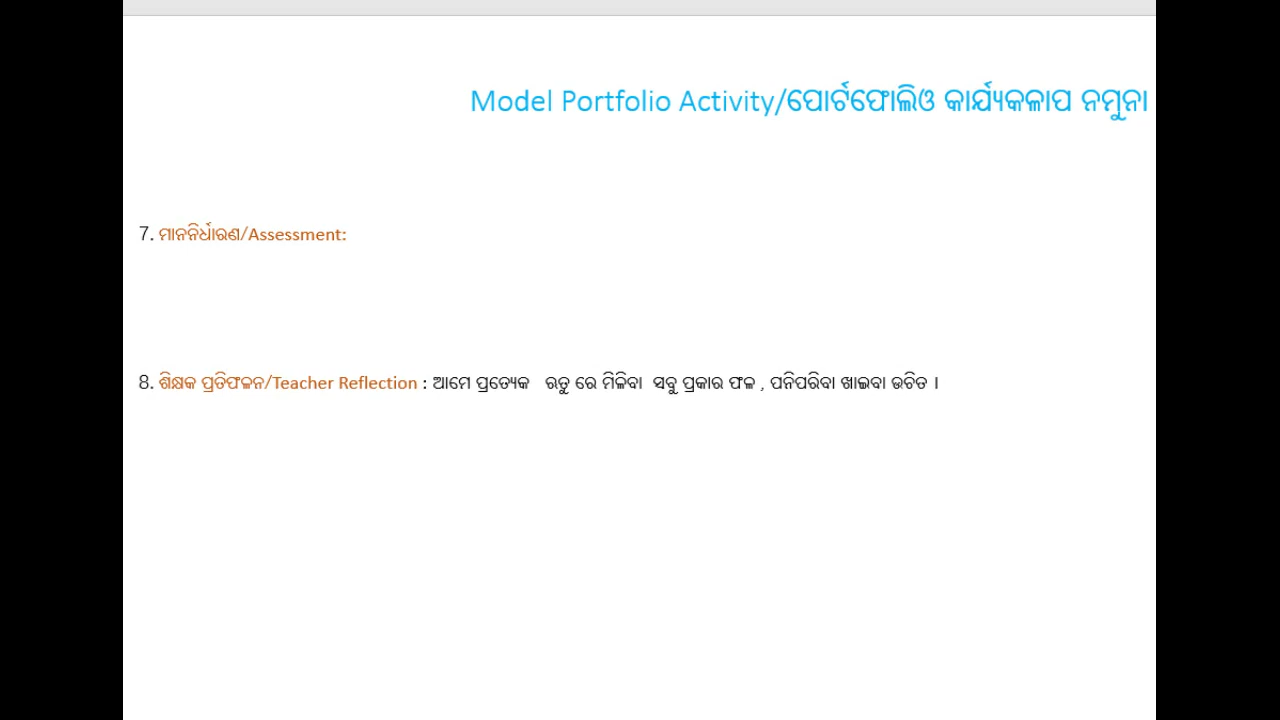 Model Portfolio Activity/ପୋର୍ଟଫୋଲିଓ କାର୍ଯ୍ୟକଳାପ ନମୁନା
7. ମାନନିର୍ଧାରଣ/Assessment:
8. ଶିକ୍ଷକ ପ୍ରତିଫଳନ/Teacher Reflection : ଆମେ ପ୍ରତ୍ୟେକ ଋତୁ ରେ ମିଳିବା ସବୁ ପ୍ରକାର ଫଳ , ପନିପରିବା ଖାଇବା ଉଚିତ ।